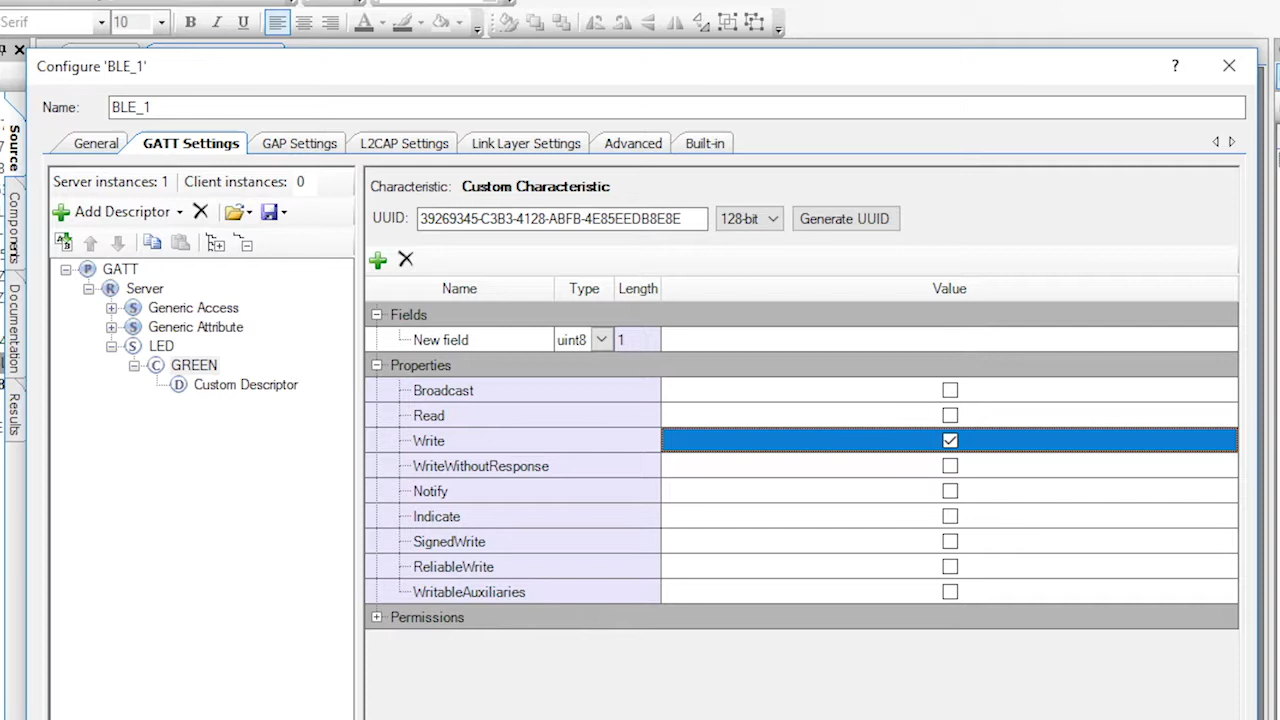 Serif 10 B I U A
Configure 'BLE_1' ?
Name: BLE_1
General GATT Settings GAP Settings L2CAP Settings Link Layer Settings Advanced Built-in
Source
Components
Documentation
Results
Server instances: 1 Client instances: 0
Add Descriptor
GATT
Server
Generic Access
Generic Attribute
LED
GREEN
Custom Descriptor
Characteristic: Custom Characteristic
UUID: 39269345-C3B3-4128-ABFB-4E85EEDB8E8E 128-bit Generate UUID
Name Type Length Value
Fields
New field uint8 1
Properties
Broadcast
Read
Write
WriteWithoutResponse
Notify
Indicate
SignedWrite
ReliableWrite
WritableAuxiliaries
Permissions